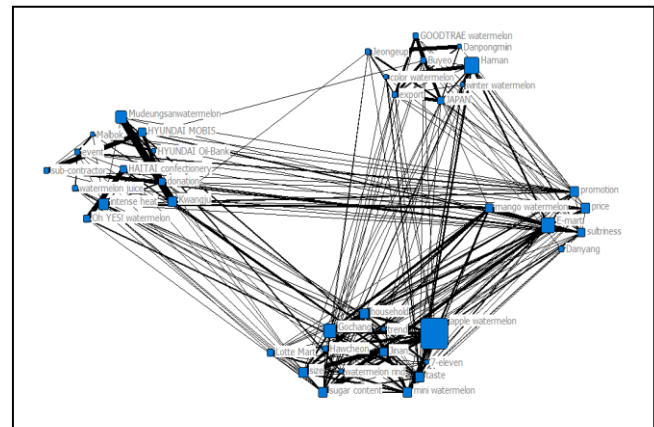 GOODTRAE watermelon
Danpongmin
Jeongeup
Buyeo
Haman
color watermelon
winter watermelon
export
JAPAN
Mudeungsanwatermelon
HYUNDAI MOBIS
Malbok
HYUNDAI Oil-Bank
event
sub-contractor
HAITAI confectionery
donation
watermelon juice
intense heat
Kwangju
Oh YES! watermelon
promotion
mango watermelon
price
E-mart
sultriness
Danyang
household
Gochang
trend
apple watermelon
Lotte Mart
Hawcheon
Jinan
7-eleven
size
watermelon rind
taste
sugar content
mini watermelon